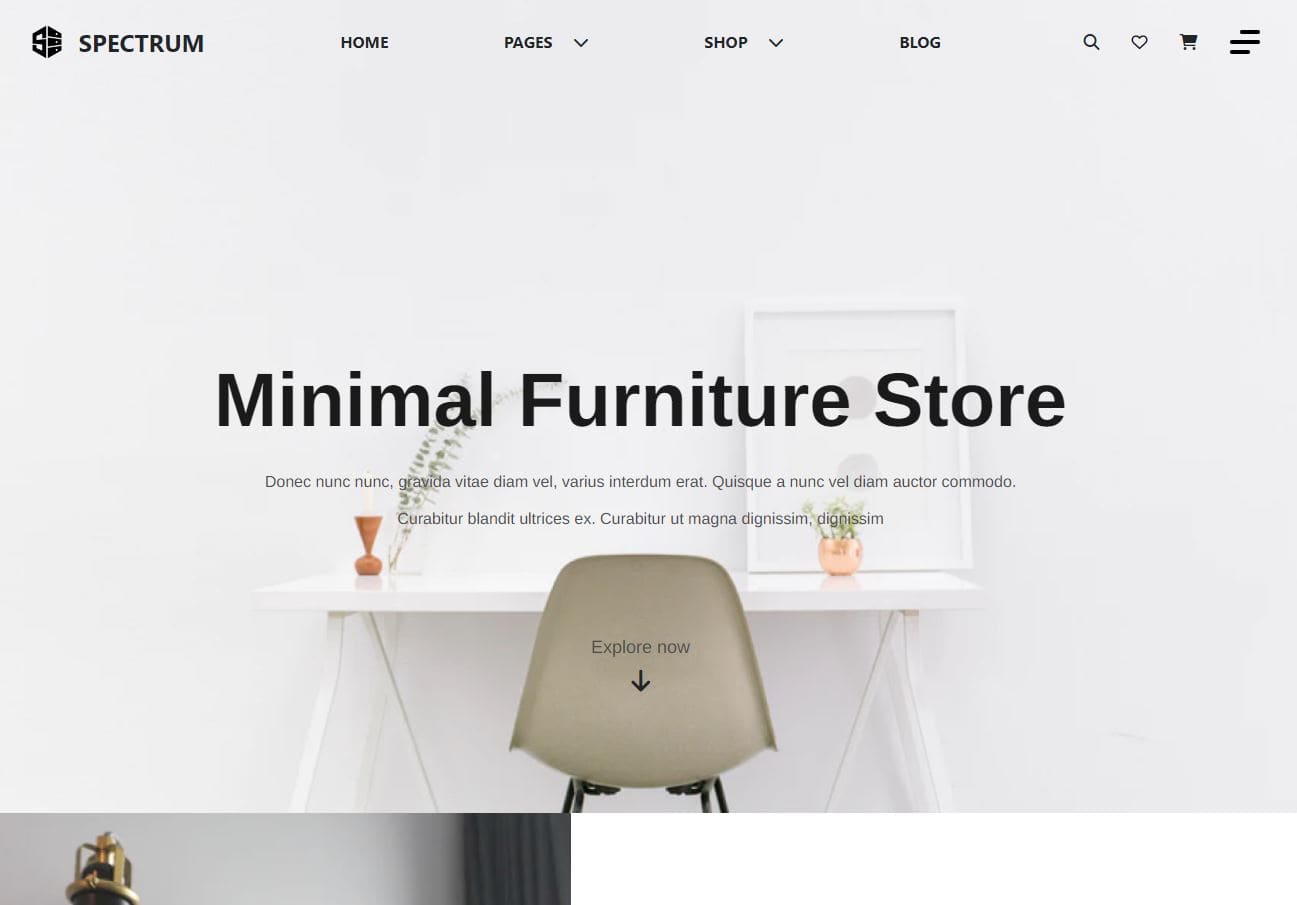 SPECTRUM
HOME
PAGES
SHOP
BLOG
Minimal Furniture Store
Donec nunc nunc, gravida vitae diam vel, varius interdum erat. Quisque a nunc vel diam auctor commodo.
Curabitur blandit ultrices ex. Curabitur ut magna dignissim, dignissim
Explore now